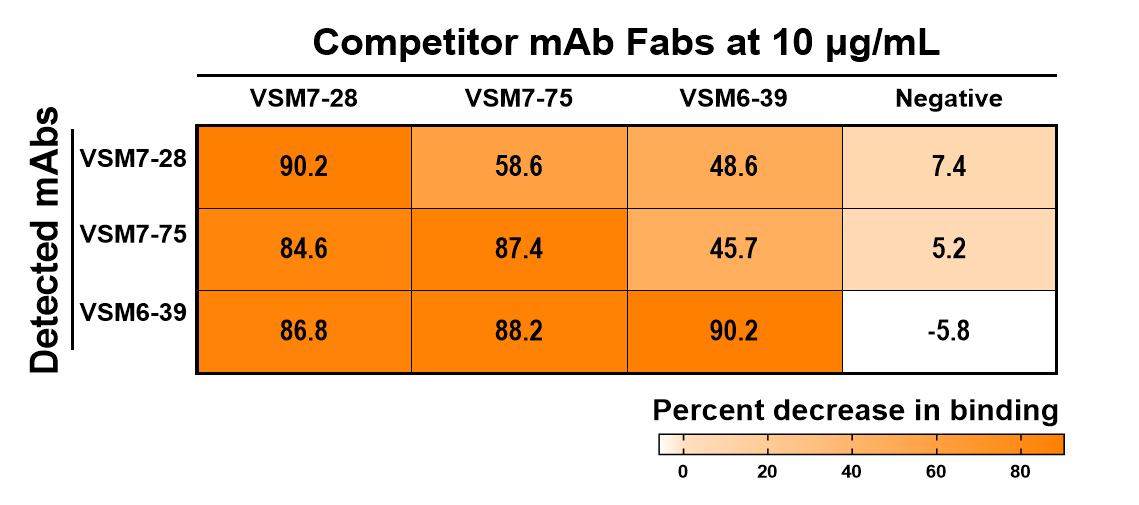 Competitor mAb Fabs at 10 µg/mL
VSM7-28 VSM7-75 VSM6-39 Negative
Detected mAbs
VSM7-28 90.2 58.6 48.6 7.4
VSM7-75 84.6 87.4 45.7 5.2
VSM6-39 86.8 88.2 90.2 -5.8
Percent decrease in binding
0 20 40 60 80